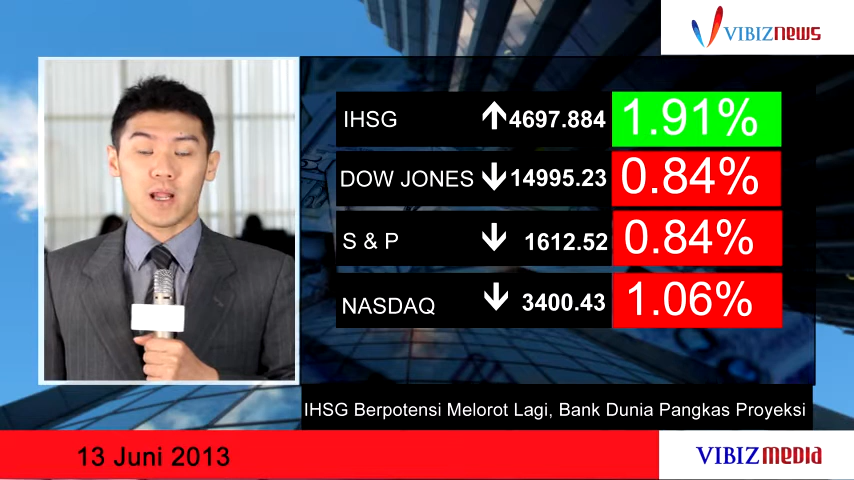 VIBIZNEWS
IHSG 4697.884 1.91%
DOW JONES 14995.23 0.84%
S & P 1612.52 0.84%
NASDAQ 3400.43 1.06%
IHSG Berpotensi Melorot Lagi, Bank Dunia Pangkas Proyeksi
13 Juni 2013
VIBIZMEDIA